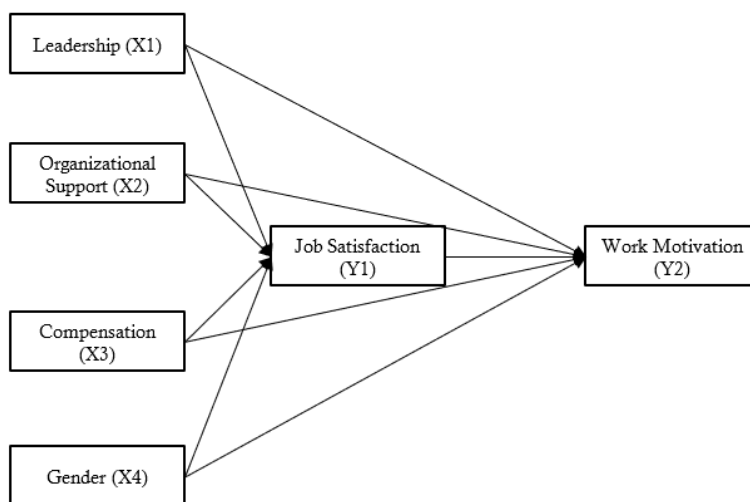 Leadership (X1)
Organizational
Support (X2)
Job Satisfaction
(Y1)
Work Motivation
(Y2)
Compensation
(X3)
Gender (X4)